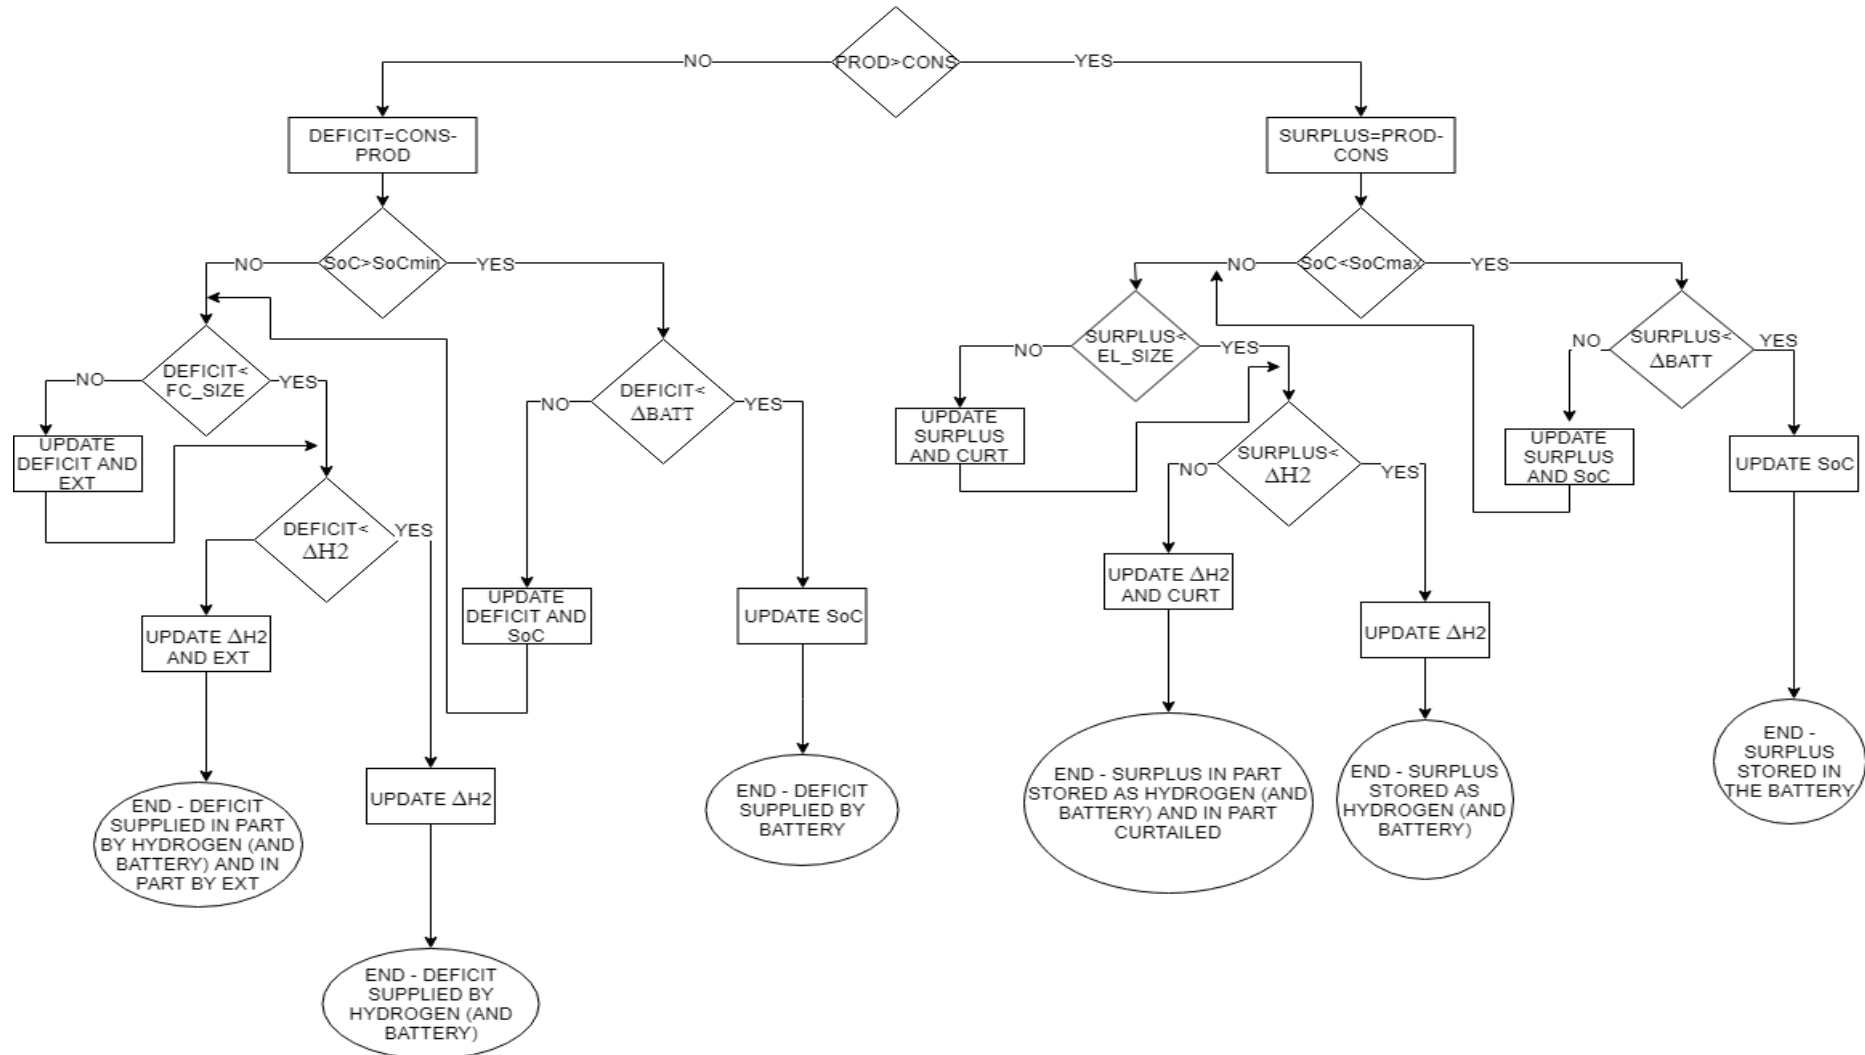 PROD>CONS
NO
YES
DEFICIT=CONS-
PROD
SURPLUS=PROD-
CONS
SoC>SoCmin
NO
YES
SoC<SoCmax
NO
YES
DEFICIT<
FC_SIZE
NO
YES
UPDATE
DEFICIT AND
EXT
DEFICIT<
ΔH2
YES
UPDATE ΔH2
AND EXT
END - DEFICIT
SUPPLIED IN PART
BY HYDROGEN (AND
BATTERY) AND IN
PART BY EXT
UPDATE ΔH2
END - DEFICIT
SUPPLIED BY
HYDROGEN (AND
BATTERY)
DEFICIT<
ΔBATT
NO
YES
UPDATE
DEFICIT AND
SoC
UPDATE SoC
END - DEFICIT
SUPPLIED BY
BATTERY
SURPLUS<
EL_SIZE
NO
YES
UPDATE
SURPLUS
AND CURT
SURPLUS<
ΔH2
NO
YES
UPDATE ΔH2
AND CURT
END - SURPLUS IN PART
STORED AS HYDROGEN (AND
BATTERY) AND IN PART
CURTAILED
UPDATE ΔH2
END - SURPLUS
STORED AS
HYDROGEN (AND
BATTERY)
SURPLUS<
ΔBATT
NO
YES
UPDATE
SURPLUS
AND SoC
UPDATE SoC
END -
SURPLUS
STORED IN
THE BATTERY